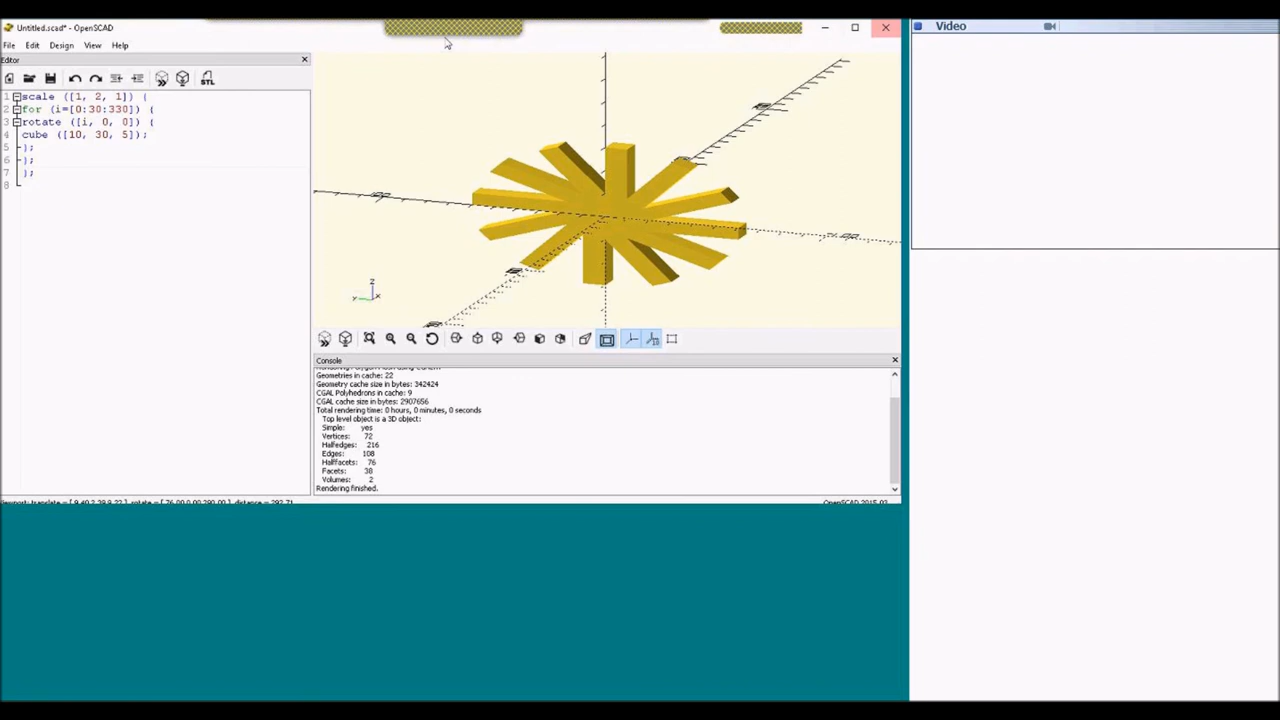 Untitled.scad* - OpenSCAD
File Edit Design View Help
Editor
STL
1 scale ([1, 2, 1]) {
2 for (i=[0:30:330]) {
3 rotate ([i, 0, 0]) {
4 cube ([10, 30, 5]);
5 };
6 };
7 };
8
z
y x
Console
Geometries in cache: 22
Geometry cache size in bytes: 342424
CGAL Polyhedrons in cache: 9
CGAL cache size in bytes: 2907656
Total rendering time: 0 hours, 0 minutes, 0 seconds
Top level object is a 3D object:
Simple: yes
Vertices: 72
Halfedges: 216
Edges: 108
Halffacets: 76
Facets: 38
Volumes: 2
Rendering finished.
OpenSCAD 2015.03
Video